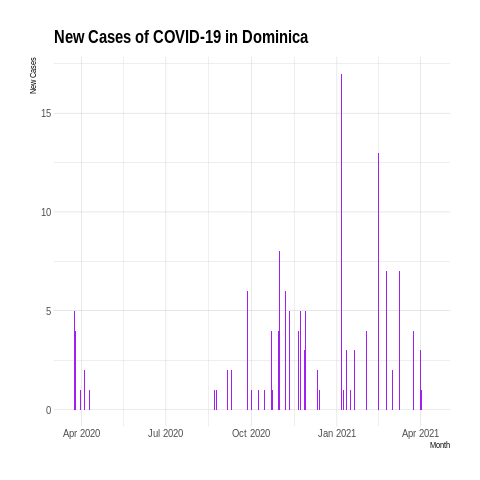 New Cases of COVID-19 in Dominica
New Cases
15
10
5
0
Apr 2020 Jul 2020 Oct 2020 Jan 2021 Apr 2021
Month